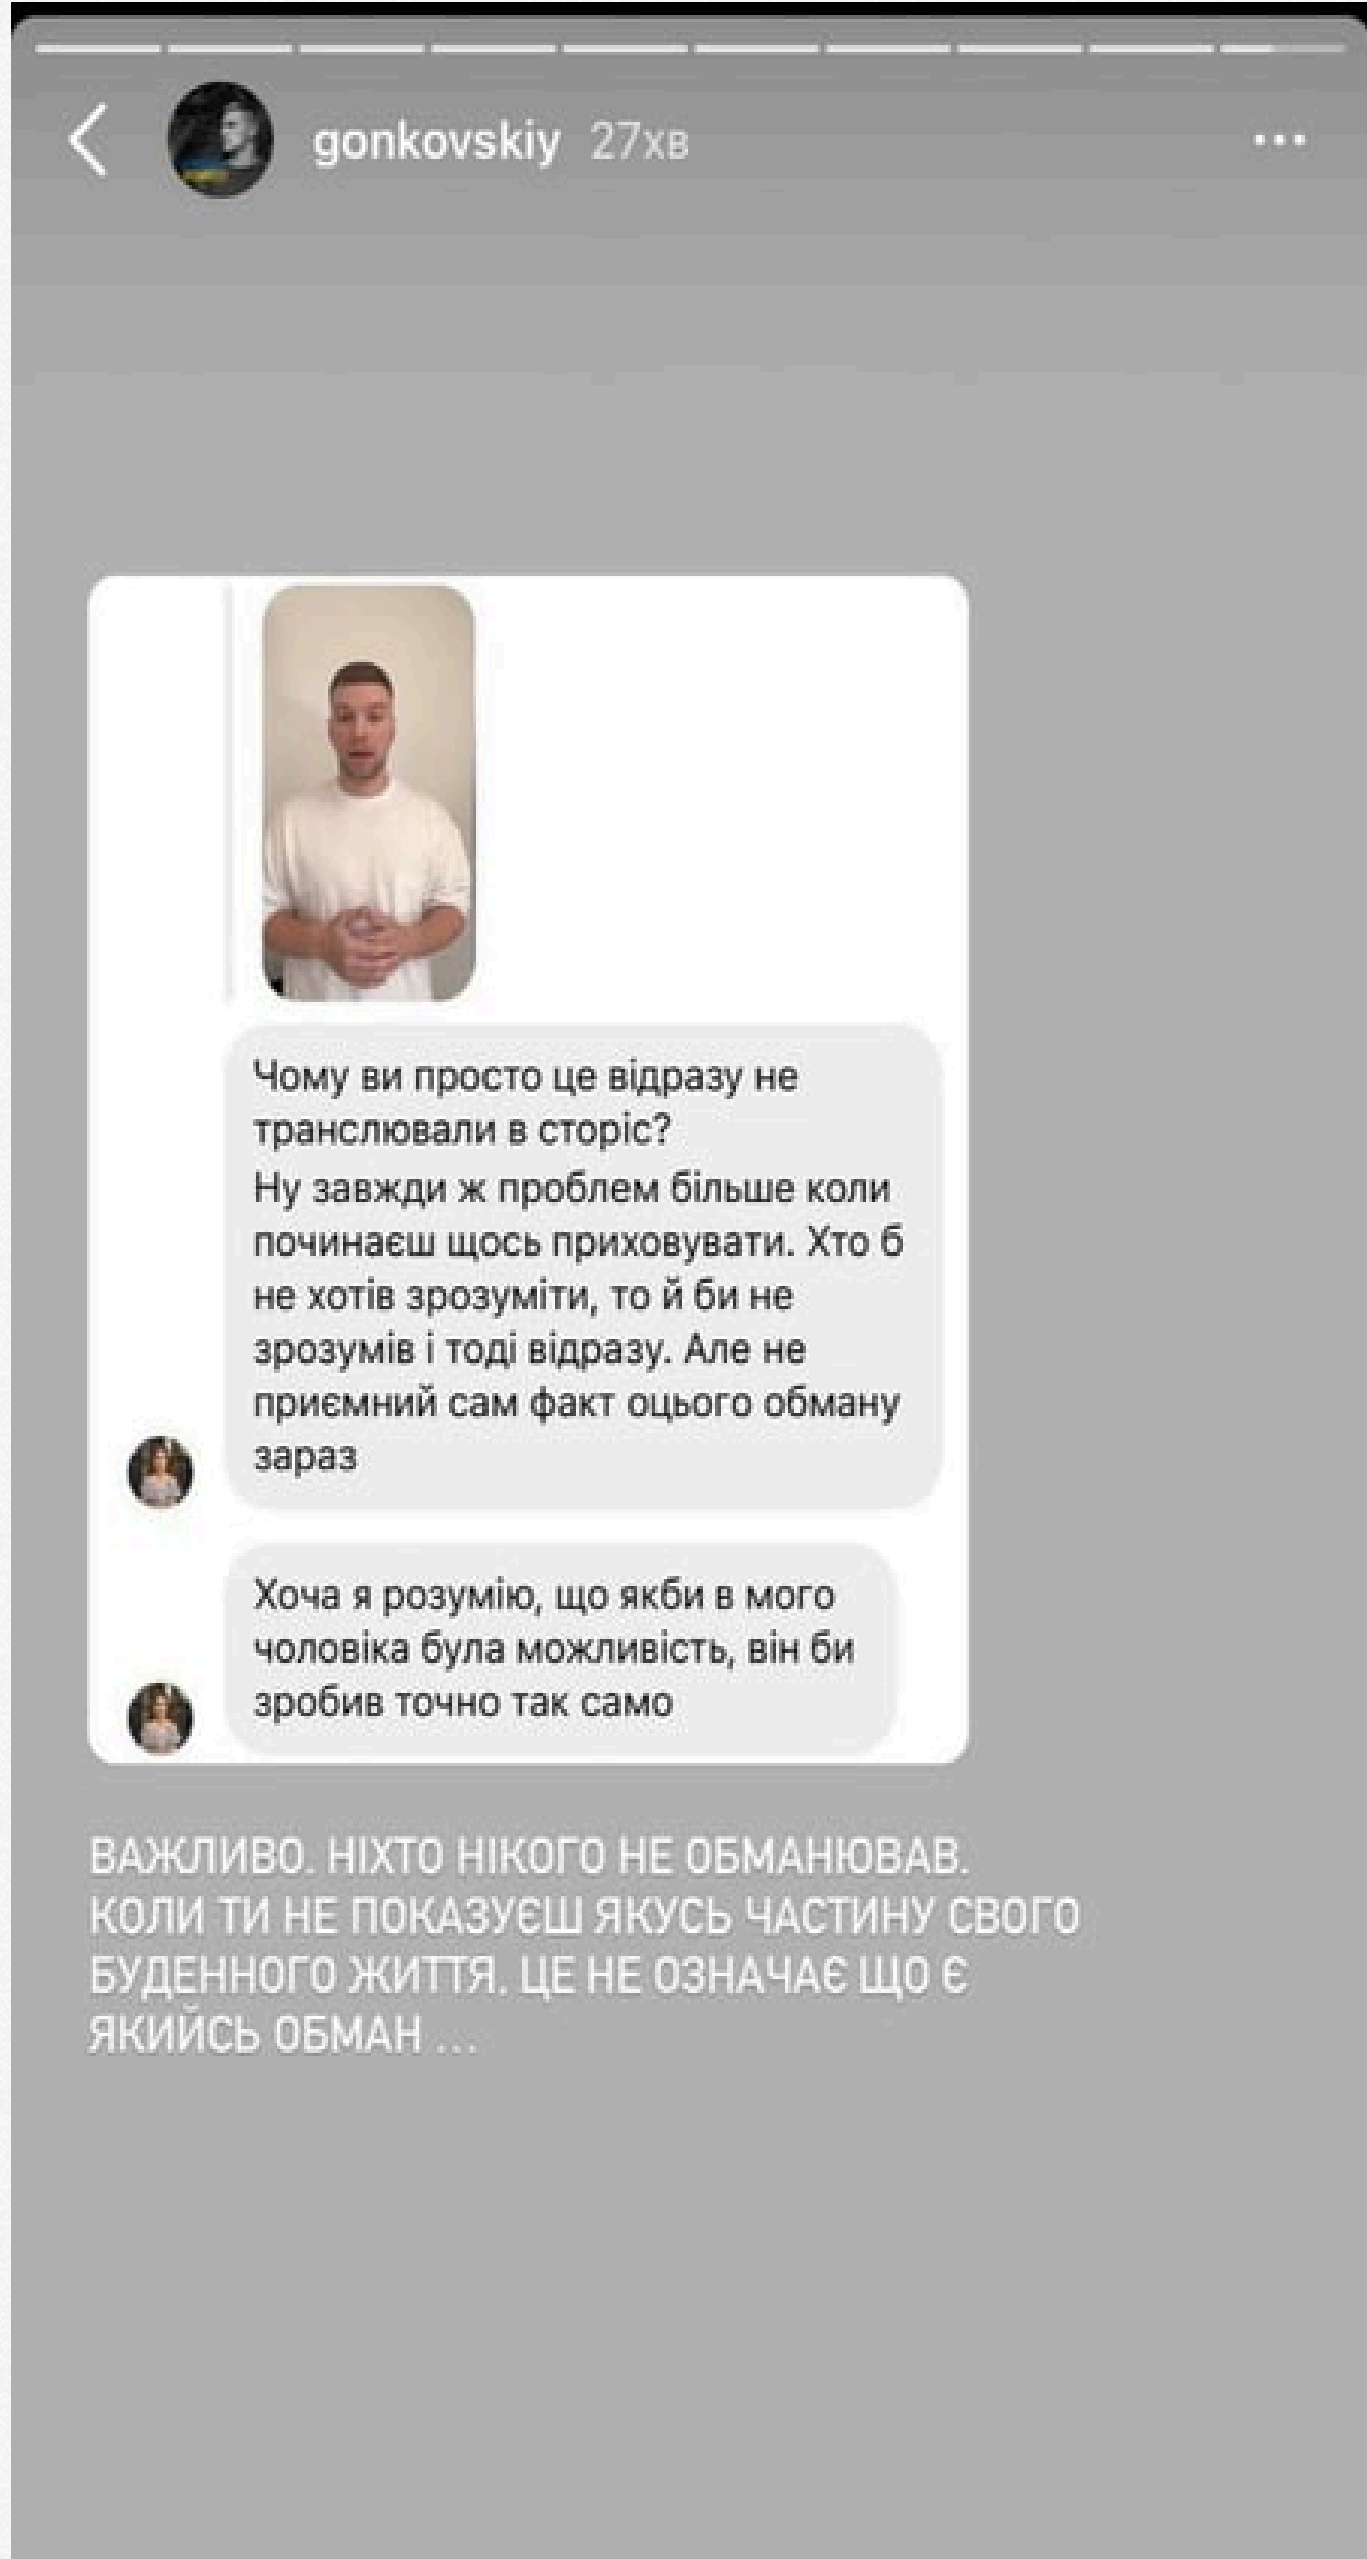 gonkovskiy 27хв
Чому ви просто це відразу не
транслювали в сторіс?
Ну завжди ж проблем більше коли
починаєш щось приховувати. Хто б
не хотів зрозуміти, то й би не
зрозумів і тоді відразу. Але не
приємний сам факт оцього обману
зараз
Хоча я розумію, що якби в мого
чоловіка була можливість, він би
зробив точно так само
ВАЖЛИВО. НІХТО НІКОГО НЕ ОБМАНЮВАВ.
КОЛИ ТИ НЕ ПОКАЗУЄШ ЯКУСЬ ЧАСТИНУ СВОГО
БУДЕННОГО ЖИТТЯ. ЦЕ НЕ ОЗНАЧАЄ ЩО Є
ЯКИЙСЬ ОБМАН ...